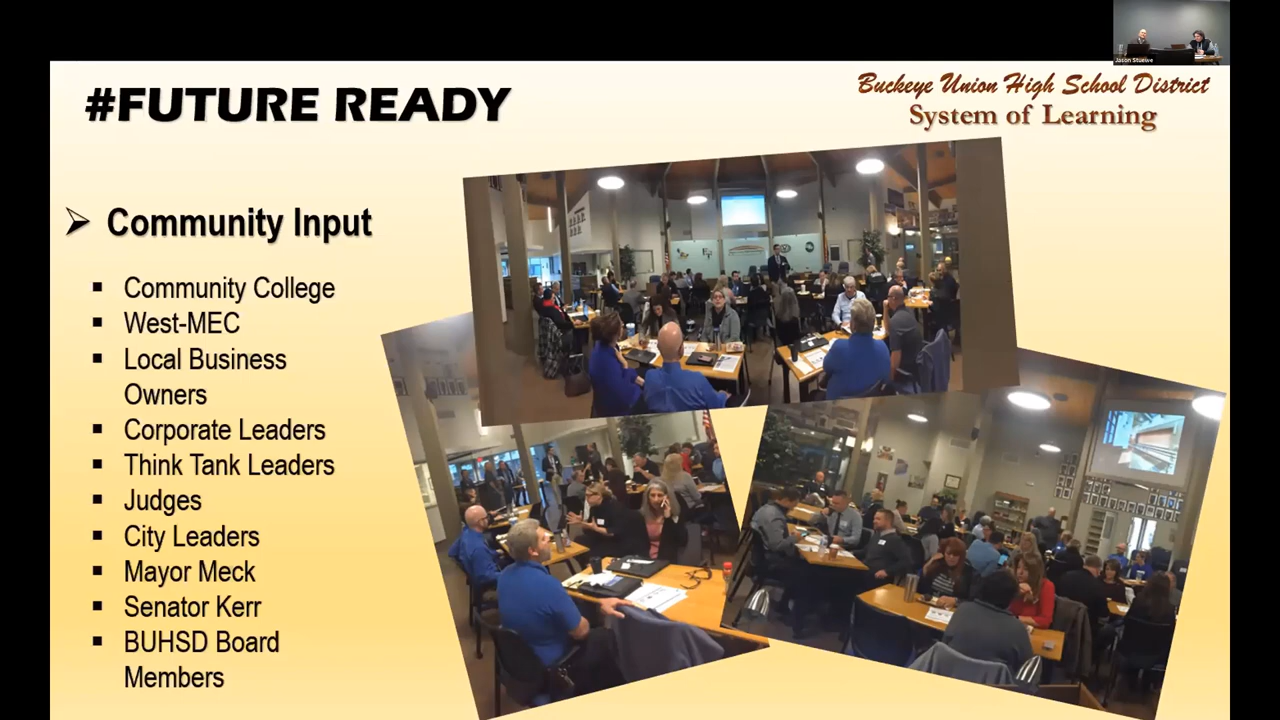 #FUTURE READY
Buckeye Union High School District
System of Learning
Jason Stuewe
➢ Community Input
▪ Community College
▪ West-MEC
▪ Local Business
Owners
▪ Corporate Leaders
▪ Think Tank Leaders
▪ Judges
▪ City Leaders
▪ Mayor Meck
▪ Senator Kerr
▪ BUHSD Board
Members